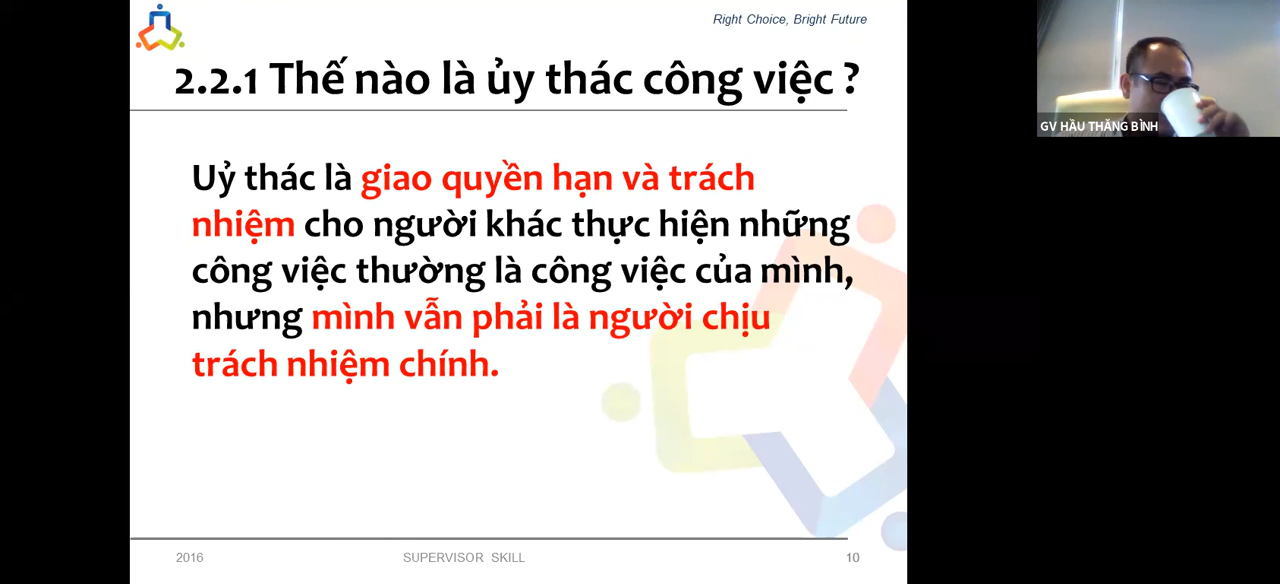 Right Choice, Bright Future
2.2.1 Thế nào là ủy thác công việc ?
GV HẦU THĂNG BÌNH
Uỷ thác là giao quyền hạn và trách
nhiệm cho người khác thực hiện những
công việc thường là công việc của mình,
nhưng mình vẫn phải là người chịu
trách nhiệm chính.
2016
SUPERVISOR SKILL
10